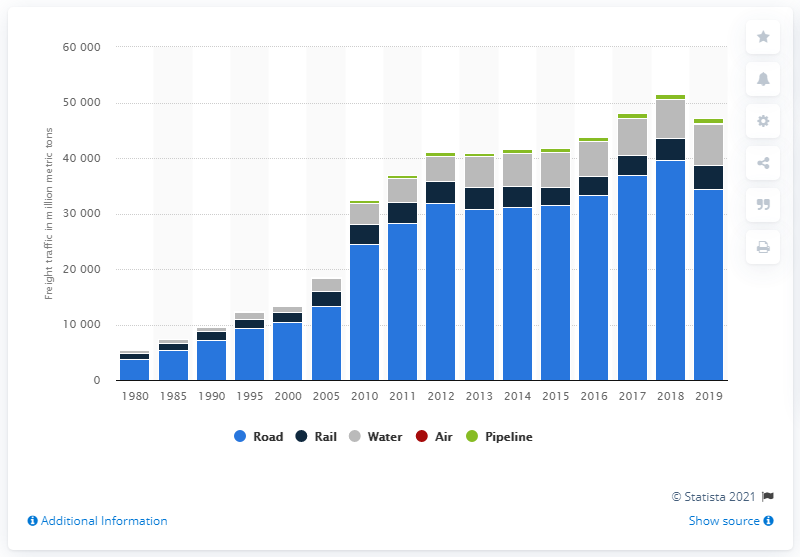 60 000
50 000
40 000
30 000
20 000
10 000
0
Freight traffic in million metric tons
1980 1985 1990 1995 2000 2005 2010 2011 2012 2013 2014 2015 2016 2017 2018 2019
Road Rail Water Air Pipeline
© Statista 2021
Additional Information Show source